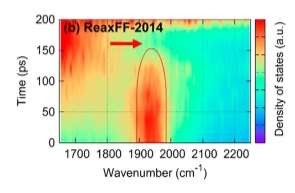 (b) ReaxFF-2014
200
150
100
50
0
Time (ps)
1700 1800 1900 2000 2100 2200
Wavenumber (cm⁻¹)
Density of states (a.u.)